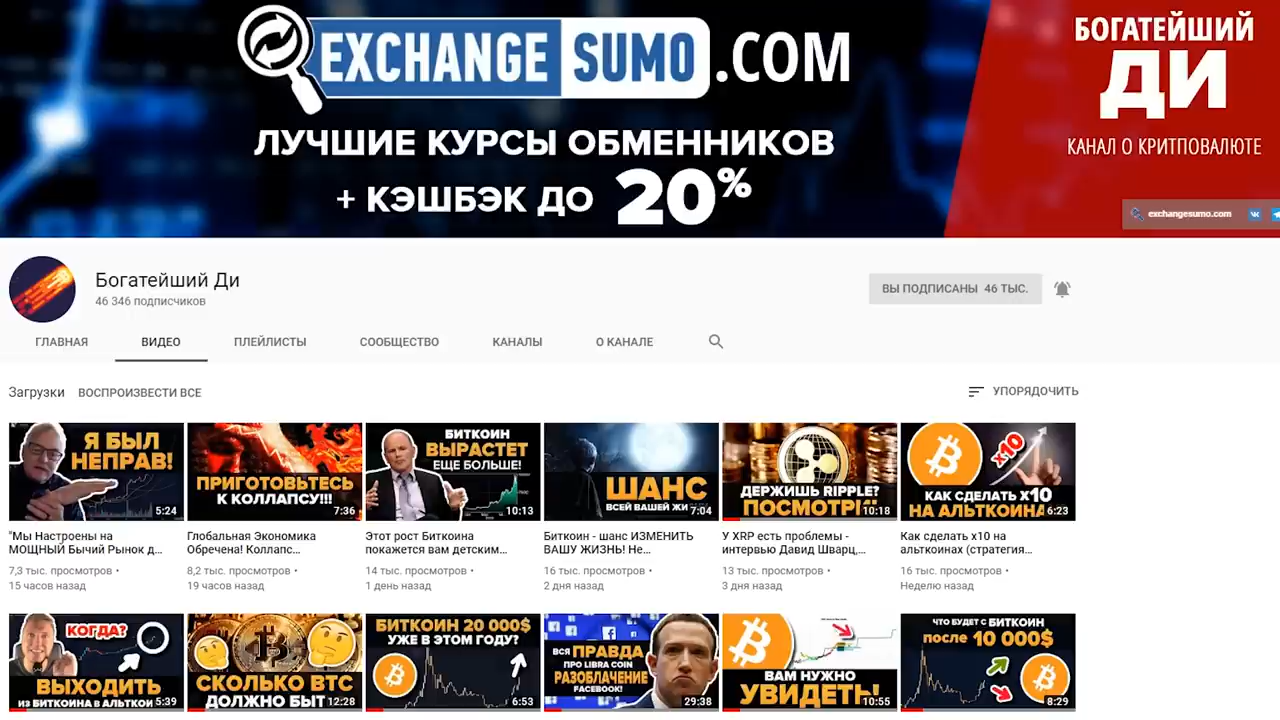 EXCHANGE SUMO.COM
ЛУЧШИЕ КУРСЫ ОБМЕННИКОВ
+ КЭШБЭК ДО 20%
БОГАТЕЙШИЙ
ДИ
КАНАЛ О КРИПТОВАЛЮТЕ
exchangesumo.com
Богатейший Ди
46 346 подписчиков
ВЫ ПОДПИСАНЫ 46 ТЫС.
ГЛАВНАЯ ВИДЕО ПЛЕЙЛИСТЫ СООБЩЕСТВО КАНАЛЫ О КАНАЛЕ
Загрузки ВОСПРОИЗВЕСТИ ВСЕ
УПОРЯДОЧИТЬ
Я БЫЛ
НЕПРАВ!
5:24
"Мы Настроены на
МОЩНЫЙ Бычий Рынок д...
7,3 тыс. просмотров •
15 часов назад
ПРИГОТОВЬТЕСЬ
К КОЛЛАПСУ!!!
7:36
Глобальная Экономика
Обречена! Коллапс...
8,2 тыс. просмотров •
19 часов назад
БИТКОИН
ВЫРАСТЕТ
ЕЩЕ БОЛЬШЕ!
10:13
Этот рост Биткоина
покажется вам детским...
14 тыс. просмотров •
1 день назад
ШАНС
ВСЕЙ ВАШЕЙ
7:04
Биткоин - шанс ИЗМЕНИТЬ
ВАШУ ЖИЗНЬ! Не...
16 тыс. просмотров •
2 дня назад
ДЕРЖИШЬ RIPPLE?
ПОСМОТРИ
10:18
У XRP есть проблемы -
интервью Давид Шварц,...
13 тыс. просмотров •
3 дня назад
x10
КАК СДЕЛАТЬ x10
НА АЛЬТКОИНА
6:23
Как сделать x10 на
альткоинах (стратегия...
16 тыс. просмотров •
Неделю назад
КОГДА?
ВЫХОДИТЬ
ИЗ БИТКОИНА В АЛЬТКОИ
5:39
СКОЛЬКО BTC
ДОЛЖНО БЫТ
12:28
БИТКОИН 20 000$
УЖЕ В ЭТОМ ГОДУ?
6:53
ВСЯ ПРАВДА
ПРО LIBRA COIN
РАЗОБЛАЧЕНИЕ
FACEBOOK!
29:38
ВАМ НУЖНО
УВИДЕТЬ!
10:55
ЧТО БУДЕТ С БИТКОИН
после 10 000$
8:29